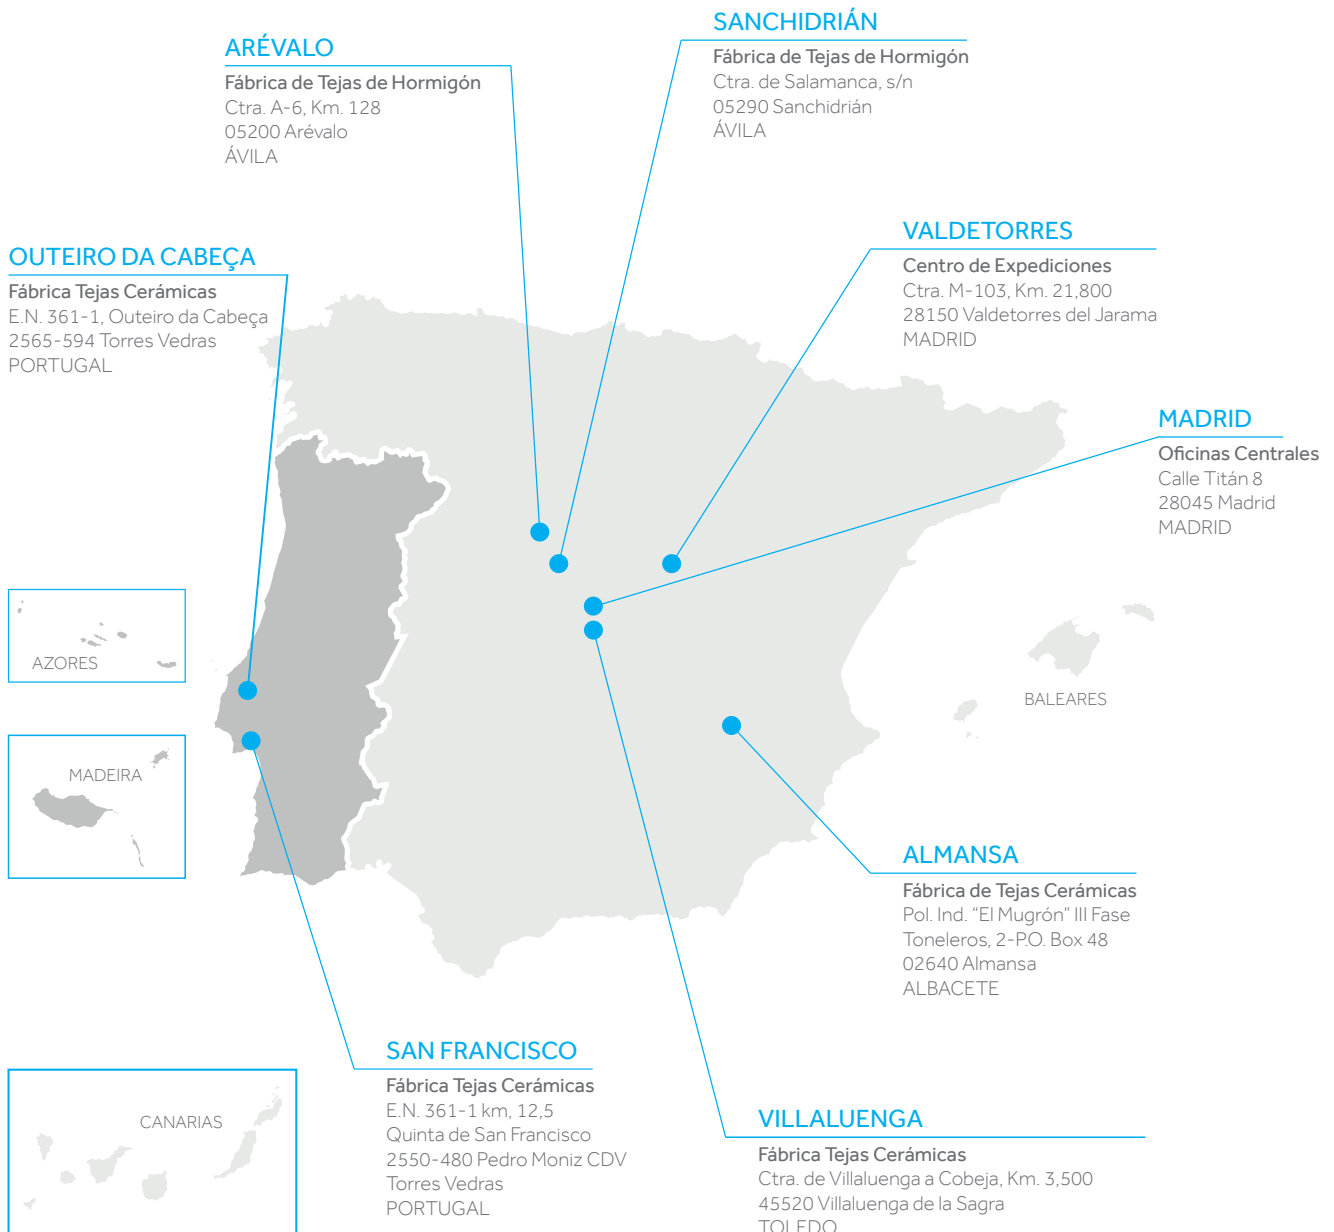 SANCHIDRIÁN
Fábrica de Tejas de Hormigón
Ctra. de Salamanca, s/n
05290 Sanchidrián
ÁVILA
ARÉVALO
Fábrica de Tejas de Hormigón
Ctra. A-6, Km. 128
05200 Arévalo
ÁVILA
VALDETORRES
Centro de Expediciones
Ctra. M-103, Km. 21,800
28150 Valdetorres del Jarama
MADRID
OUTEIRO DA CABEÇA
Fábrica Tejas Cerámicas
E.N. 361-1, Outeiro da Cabeça
2565-594 Torres Vedras
PORTUGAL
MADRID
Oficinas Centrales
Calle Titán 8
28045 Madrid
MADRID
AZORES
BALEARES
MADEIRA
ALMANSA
Fábrica de Tejas Cerámicas
Pol. Ind. "El Mugrón" III Fase
Toneleros, 2-P.O. Box 48
02640 Almansa
ALBACETE
SAN FRANCISCO
Fábrica Tejas Cerámicas
E.N. 361-1 km, 12,5
Quinta de San Francisco
2550-480 Pedro Moniz CDV
Torres Vedras
PORTUGAL
CANARIAS
VILLALUENGA
Fábrica Tejas Cerámicas
Ctra. de Villaluenga a Cobeja, Km. 3,500
45520 Villaluenga de la Sagra
TOLEDO